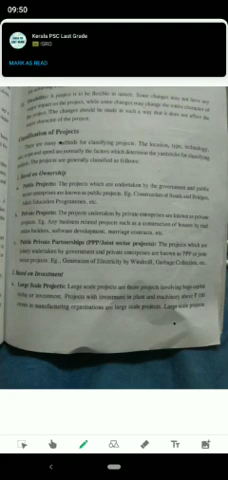 09:50
Kerala PSC Last Grade
ISRO
MARK AS READ
Flexibility: A project is to be flexible in nature. Some changes may not have any
major impact on the project, while some changes may change the entire character of
the project. The changes should be made in such a way that it does not affect the
character of the project.
Classification of Projects
There are many methods for classifying projects. The location, type, technology,
size, scope and speed are normally the factors which determine the yardsticks for classifying
projects. The projects are generally classified as follows:
1. Based on Ownership
a. Public Projects: The projects which are undertaken by the government and public
sector enterprises are known as public projects. Eg. Construction of Roads and Bridges,
Adult Education Programmes, etc.
b. Private Projects: The projects undertaken by private enterprises are known as private
projects. Eg. Any business related projects such as a construction of houses by real
estate builders, software development, marriage contracts, etc.
c. Public Private Partnerships (PPP/Joint sector projects): The projects which are
jointly undertaken by government and private enterprises are known as PPP or joint
sector projects. Eg., Generation of Electricity by Windmill, Garbage Collection, etc.
2. Based on Investment
a. Large Scale Projects: Large scale projects are those projects involving huge capital
outlay or investment. Projects with investment in plant and machinery above ₹ 100
crores in manufacturing organisations are large scale projects. Large scale projects
Tт